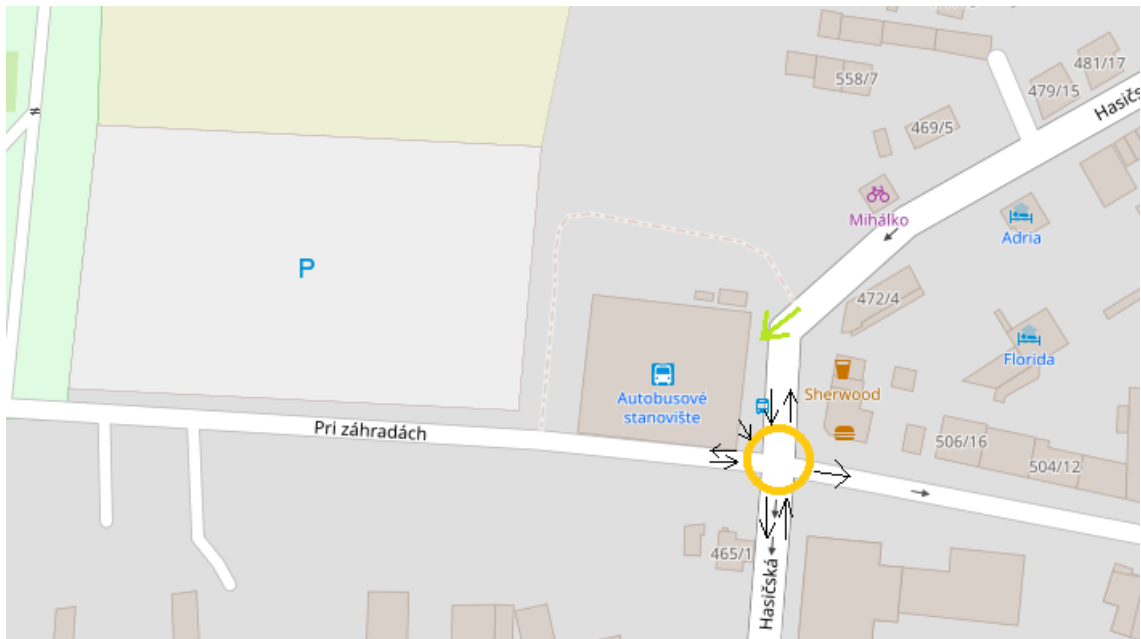 558/7
481/17
479/15
Hasičs
469/5
Mihálko
Adria
P
472/4
Florida
Autobusové
stanovište
Sherwood
Pri záhradách
506/16
504/12
465/1
Hasičská